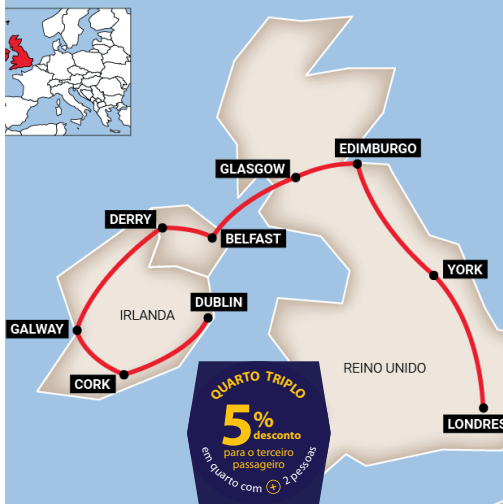 EDIMBURGO
GLASGOW
DERRY
BELFAST
YORK
DUBLIN
IRLANDA
GALWAY
REINO UNIDO
CORK
LONDRES
QUARTO TRIPLO
5%
desconto
para o terceiro
passageiro
em quarto com + 2 pessoas